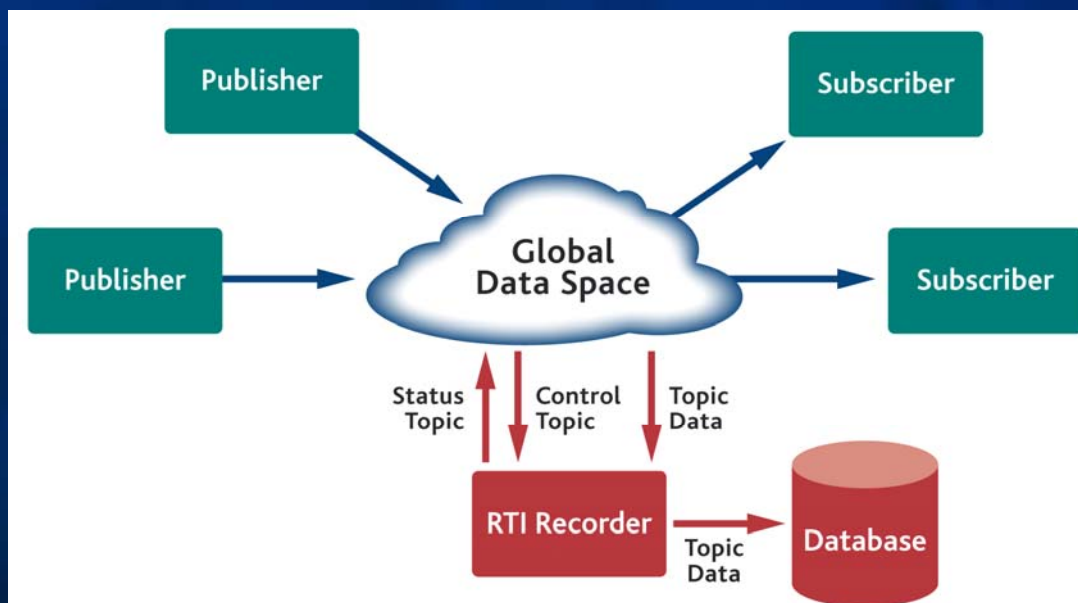 Publisher
Subscriber
Publisher
Global
Data Space
Subscriber
Status
Topic
Control
Topic
Topic
Data
RTI Recorder
Topic
Data
Database